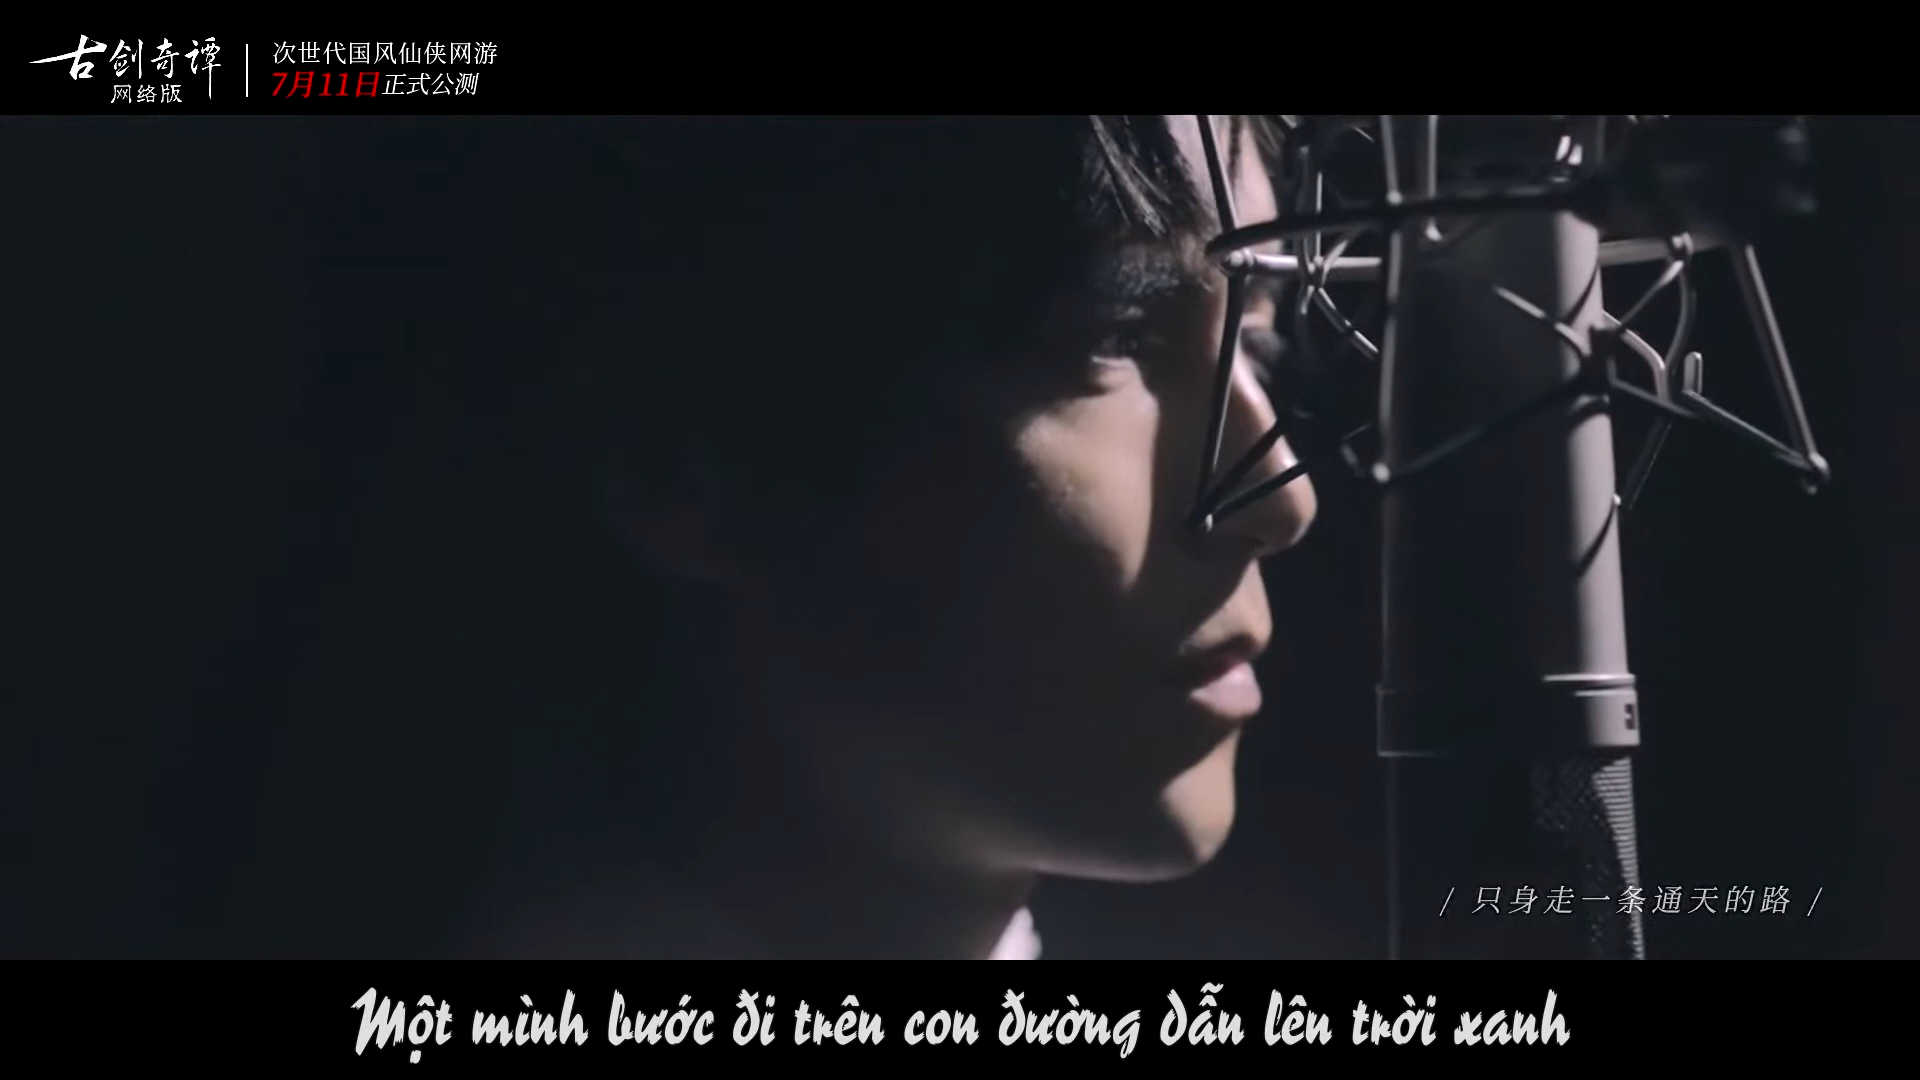 古剑奇谭
网络版
次世代国风仙侠网游
7月11日正式公测
/ 只身走一条通天的路 /
Một mình bước đi trên con đường dẫn lên trời xanh